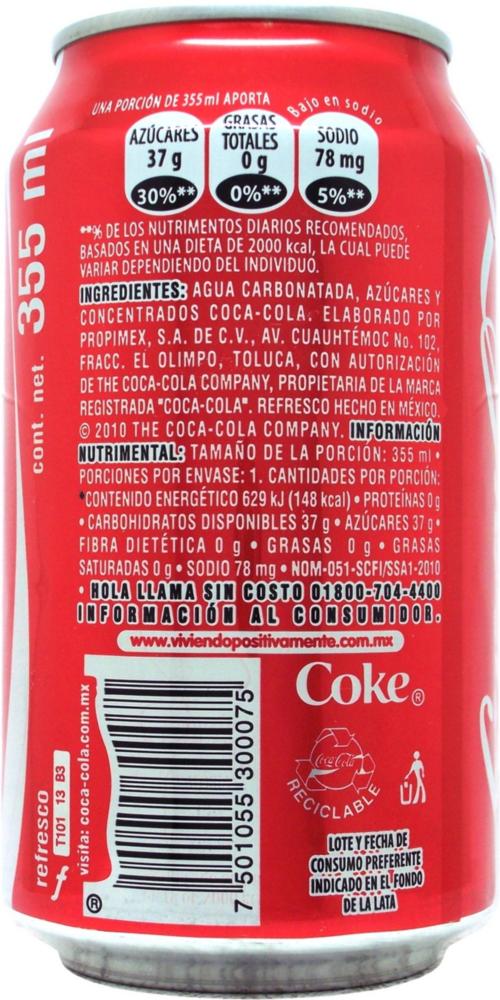 UNA PORCIÓN DE 355 ml APORTA
Bajo en sodio
AZÚCARES
37 g
30%**
GRASAS
TOTALES
0 g
0%**
SODIO
78 mg
5%**
**% DE LOS NUTRIMENTOS DIARIOS RECOMENDADOS,
BASADOS EN UNA DIETA DE 2000 kcal, LA CUAL PUEDE
VARIAR DEPENDIENDO DEL INDIVIDUO.
INGREDIENTES: AGUA CARBONATADA, AZÚCARES Y
CONCENTRADOS COCA-COLA. ELABORADO POR
PROPIMEX, S.A. DE C.V., AV. CUAUHTÉMOC No. 102,
FRACC. EL OLIMPO, TOLUCA, CON AUTORIZACIÓN
DE THE COCA-COLA COMPANY, PROPIETARIA DE LA MARCA
REGISTRADA "COCA-COLA". REFRESCO HECHO EN MÉXICO.
© 2010 THE COCA-COLA COMPANY. INFORMACIÓN
NUTRIMENTAL: TAMAÑO DE LA PORCIÓN: 355 ml •
PORCIONES POR ENVASE: 1. CANTIDADES POR PORCIÓN:
*CONTENIDO ENERGÉTICO 629 kJ (148 kcal) • PROTEÍNAS 0 g
• CARBOHIDRATOS DISPONIBLES 37 g • AZÚCARES 37 g •
FIBRA DIETÉTICA 0 g • GRASAS 0 g • GRASAS
SATURADAS 0 g • SODIO 78 mg • NOM-051-SCFI/SSA1-2010
• HOLA LLAMA SIN COSTO 01800-704-4400
INFORMACIÓN AL CONSUMIDOR.
www.viviendopositivamente.com.mx
cont. net. 355 ml
refresco
T101 13 B3
visita: coca-cola.com.mx
®
7 501055 300075
Coke®
Coca-Cola
RECICLABLE
LOTE Y FECHA DE
CONSUMO PREFERENTE
INDICADO EN EL FONDO
DE LA LATA